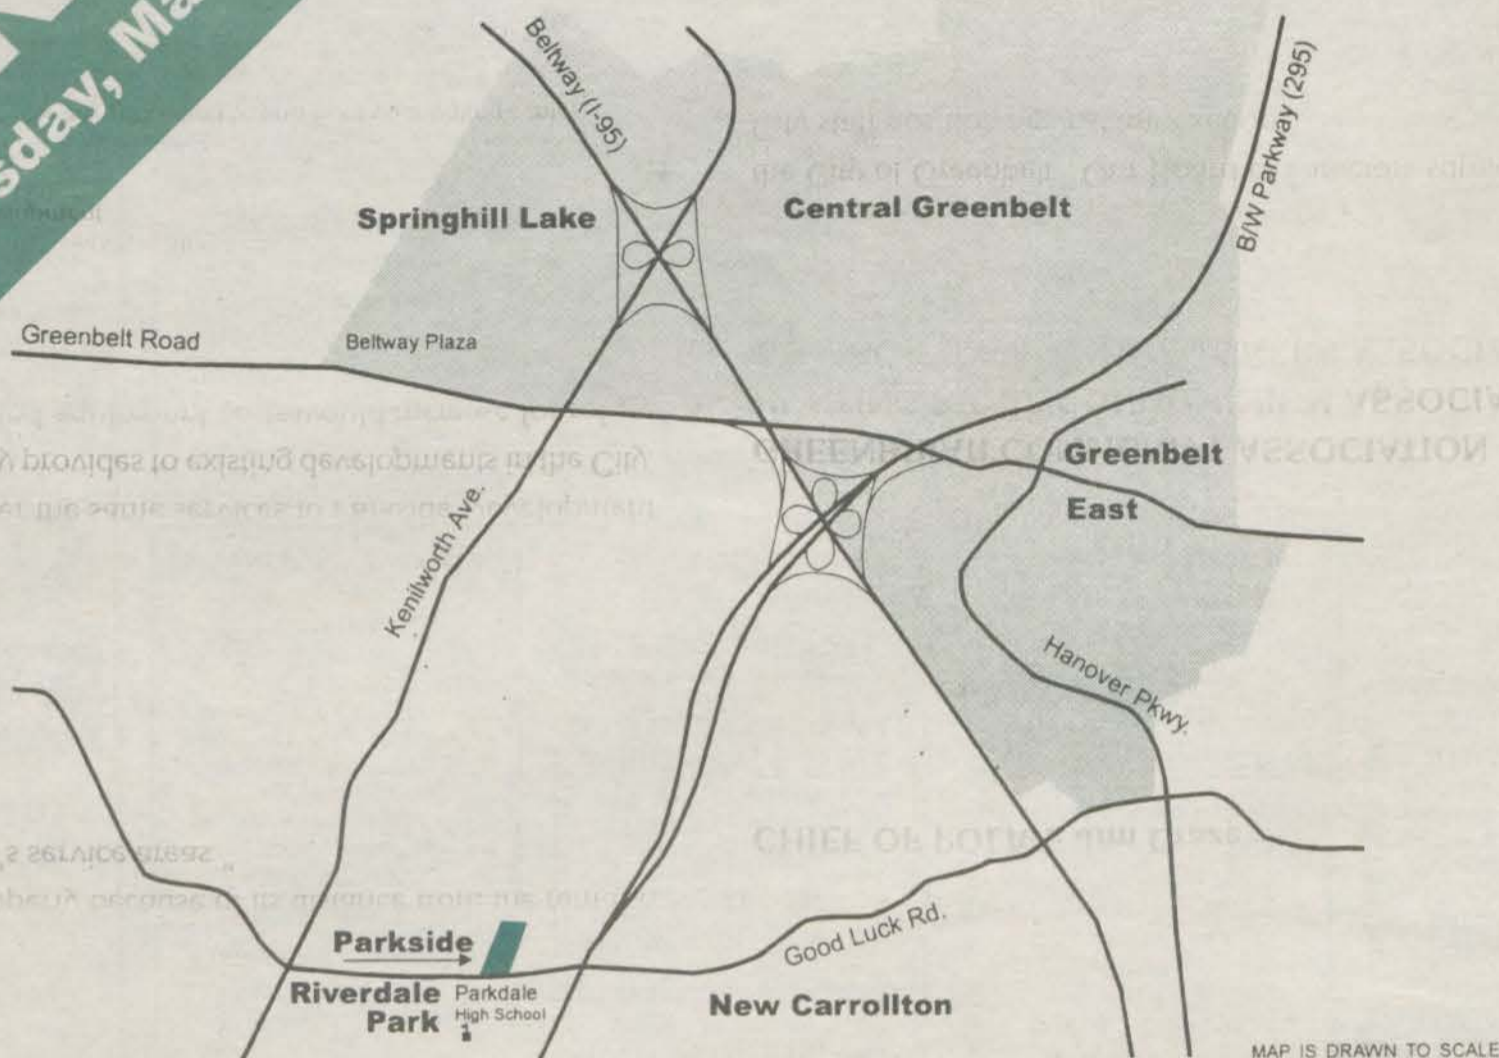 sday, Ma
Beltway (I-95)
B/W Parkway (295)
Springhill Lake
Central Greenbelt
Greenbelt Road
Beltway Plaza
Greenbelt
East
Kenilworth Ave.
Hanover Pkwy.
Parkside
Good Luck Rd.
Riverdale
Park
Parkdale
High School
New Carrollton
MAP IS DRAWN TO SCALE